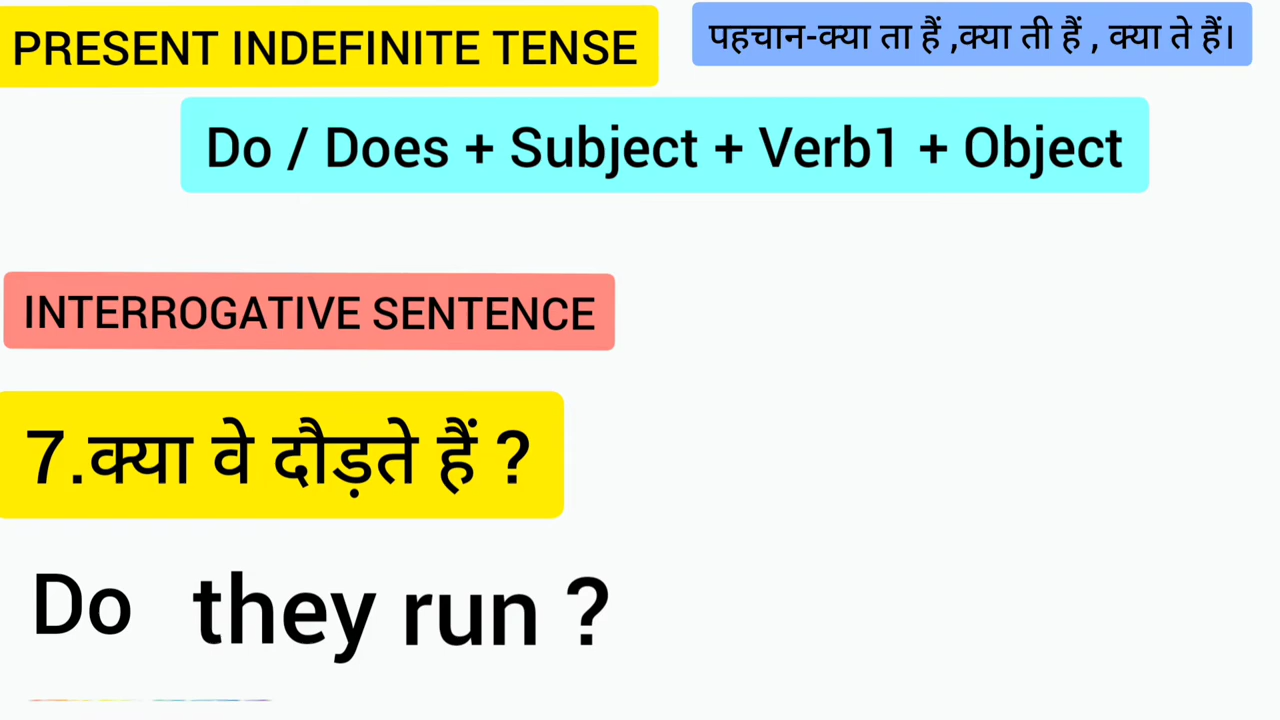 PRESENT INDEFINITE TENSE
पहचान-क्या ता हैं ,क्या ती हैं , क्या ते हैं।
Do / Does + Subject + Verb1 + Object
INTERROGATIVE SENTENCE
7.क्या वे दौड़ते हैं ?
Do they run ?